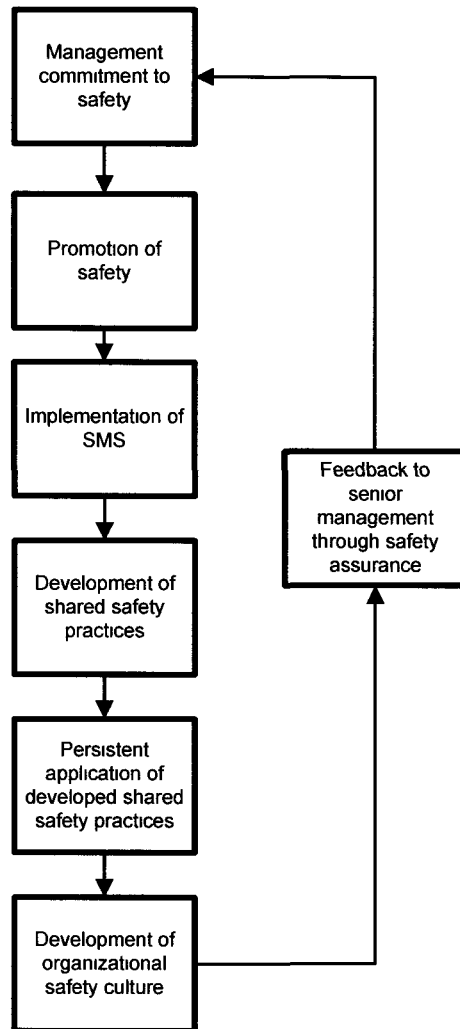 Management
commitment to
safety
Promotion of
safety
Implementation of
SMS
Development of
shared safety
practices
Persistent
application of
developed shared
safety practices
Development of
organizational
safety culture
Feedback to
senior
management
through safety
assurance